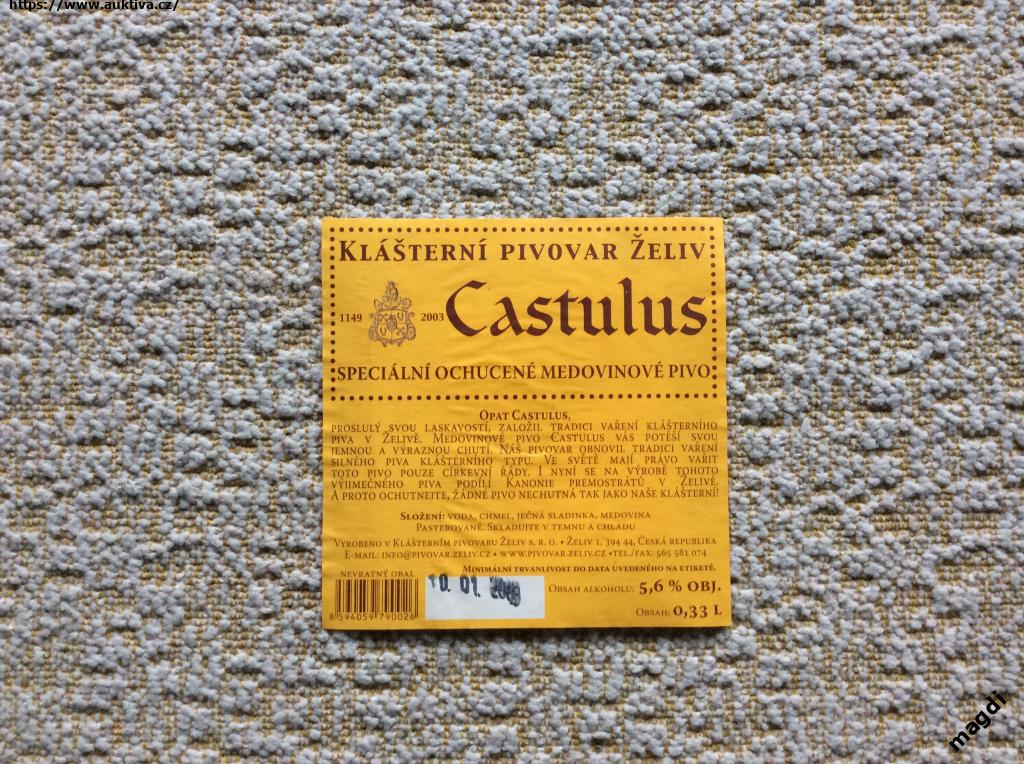 https://www.auktiva.cz/
Klášterní pivovar Želiv
1149 2003 Castulus
speciální ochucené medovinové pivo
Opat Castulus,
proslulý svou laskavostí, založil tradici vaření klášterního
piva v Želivě. Medovinové pivo Castulus vás potěší svou
jemnou a výraznou chutí. Náš pivovar obnovil tradici vaření
silného piva klášterního typu. Ve světě mají právo vařit
toto pivo pouze církevní řády. I nyní se na výrobě tohoto
výjimečného piva podílí Kanonie premostrátů v Želivě.
A proto ochutnejte, žádné pivo nechutná tak jako naše klášterní!
Složení: voda, chmel, ječná sladinka, medovina
Pasterované. Skladujte v temnu a chladu
Vyrobeno v Klášterním pivovaru Želiv s. r. o. • Želiv 1, 394 44, Česká republika
E-mail: info@pivovar.zeliv.cz • www.pivovar.zeliv.cz • tel./fax: 565 581 074
Minimální trvanlivost do data uvedeného na etiketě.
nevratný obal
10. 01.
Obsah alkoholu: 5,6 % obj.
Obsah: 0,33 l
8 594059 790026
magdi